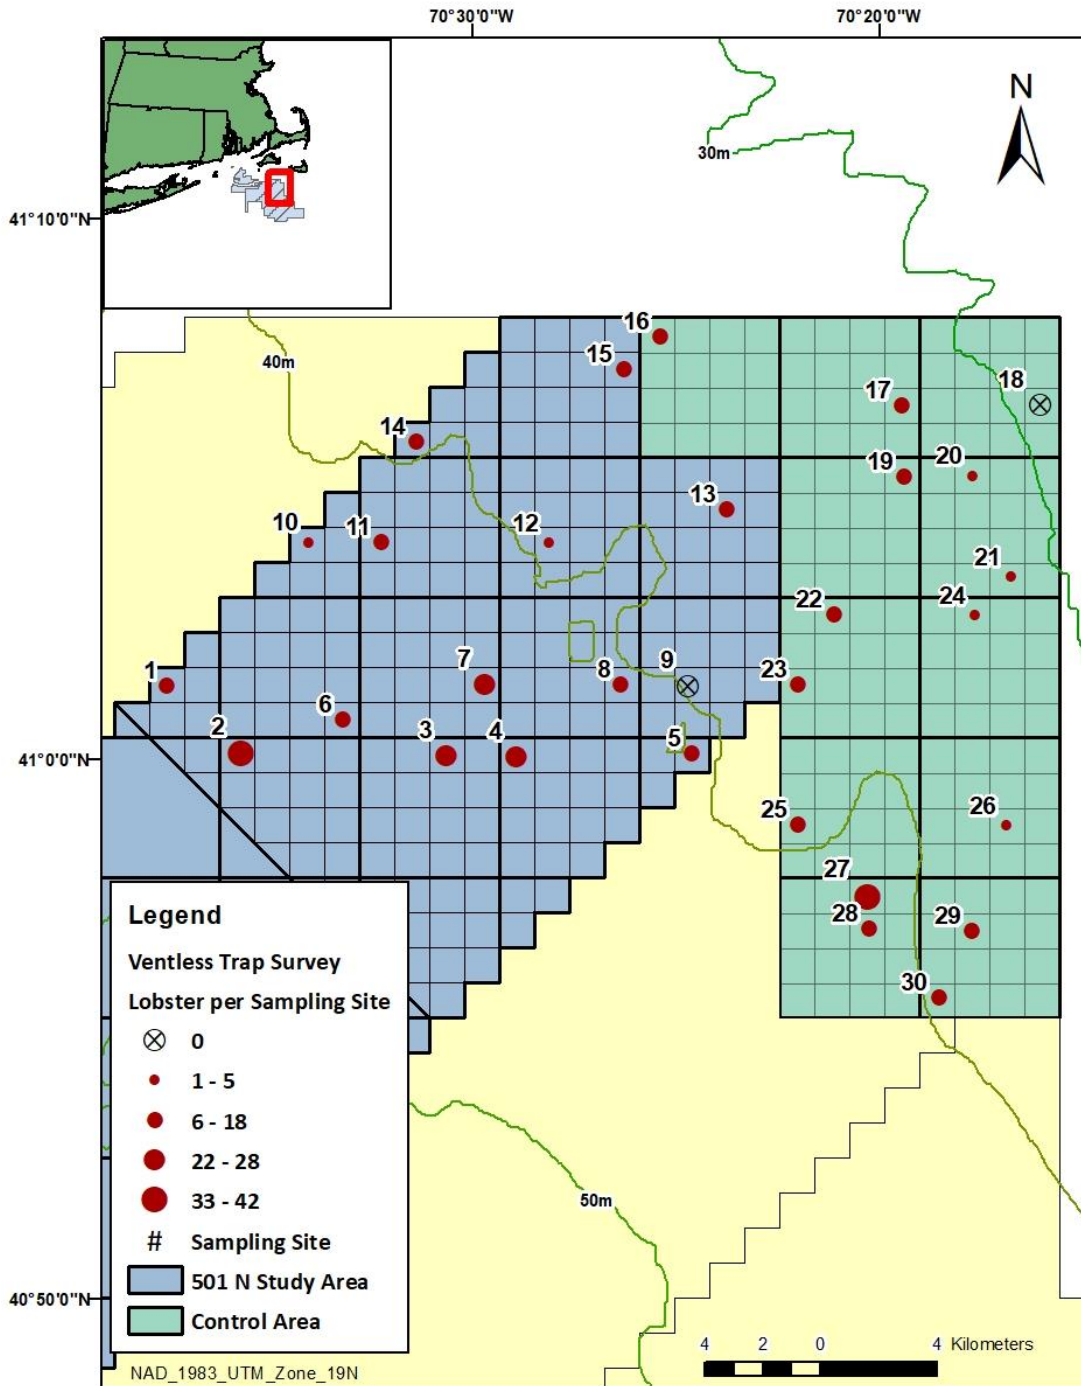 70°30'0"W
70°20'0"W
N
30m
41°10'0"N
16
40m
15
18
17
14
19
20
13
10
11
12
21
22
24
7
1
8
9
23
6
2
3
4
5
41°0'0"N
25
26
27
28
29
30
Legend
Ventless Trap Survey
Lobster per Sampling Site
0
1 - 5
6 - 18
22 - 28
33 - 42
# Sampling Site
501 N Study Area
Control Area
50m
40°50'0"N
4 2 0 4 Kilometers
NAD_1983_UTM_Zone_19N